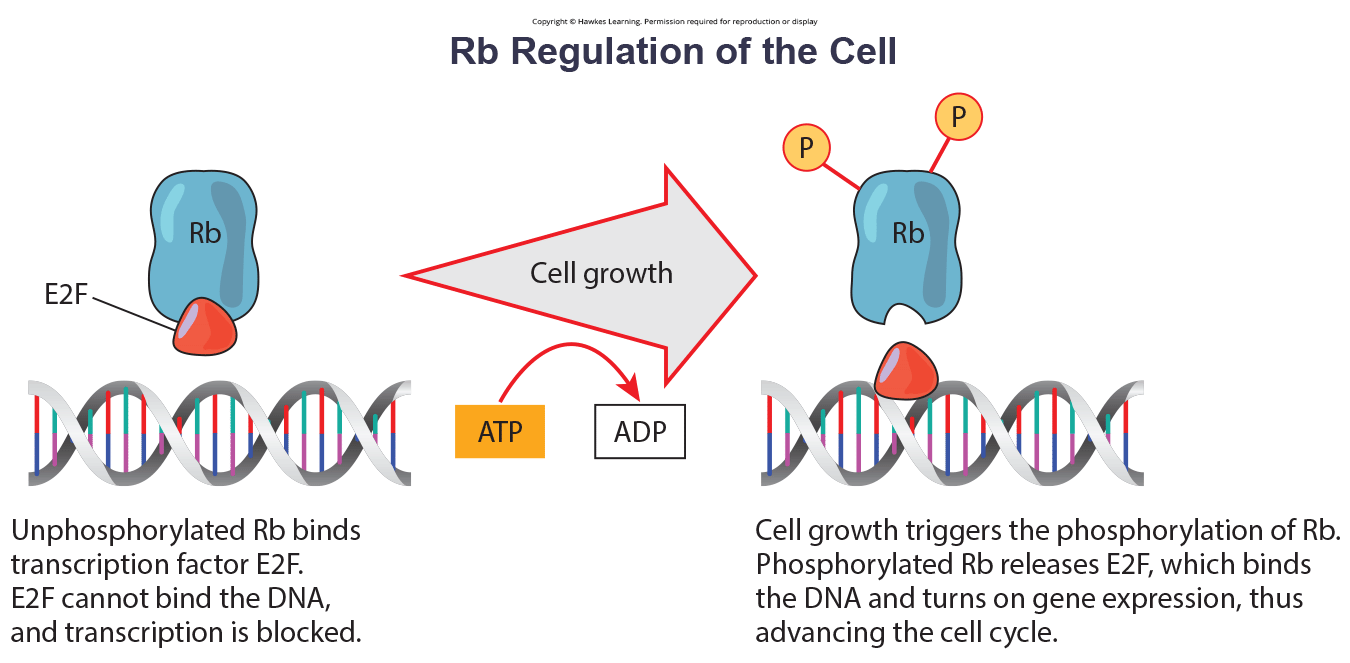 Copyright © Hawkes Learning. Permission required for reproduction or display
Rb Regulation of the Cell
Rb
E2F
Cell growth
ATP
ADP
P
P
Rb
Unphosphorylated Rb binds
transcription factor E2F.
E2F cannot bind the DNA,
and transcription is blocked.
Cell growth triggers the phosphorylation of Rb.
Phosphorylated Rb releases E2F, which binds
the DNA and turns on gene expression, thus
advancing the cell cycle.